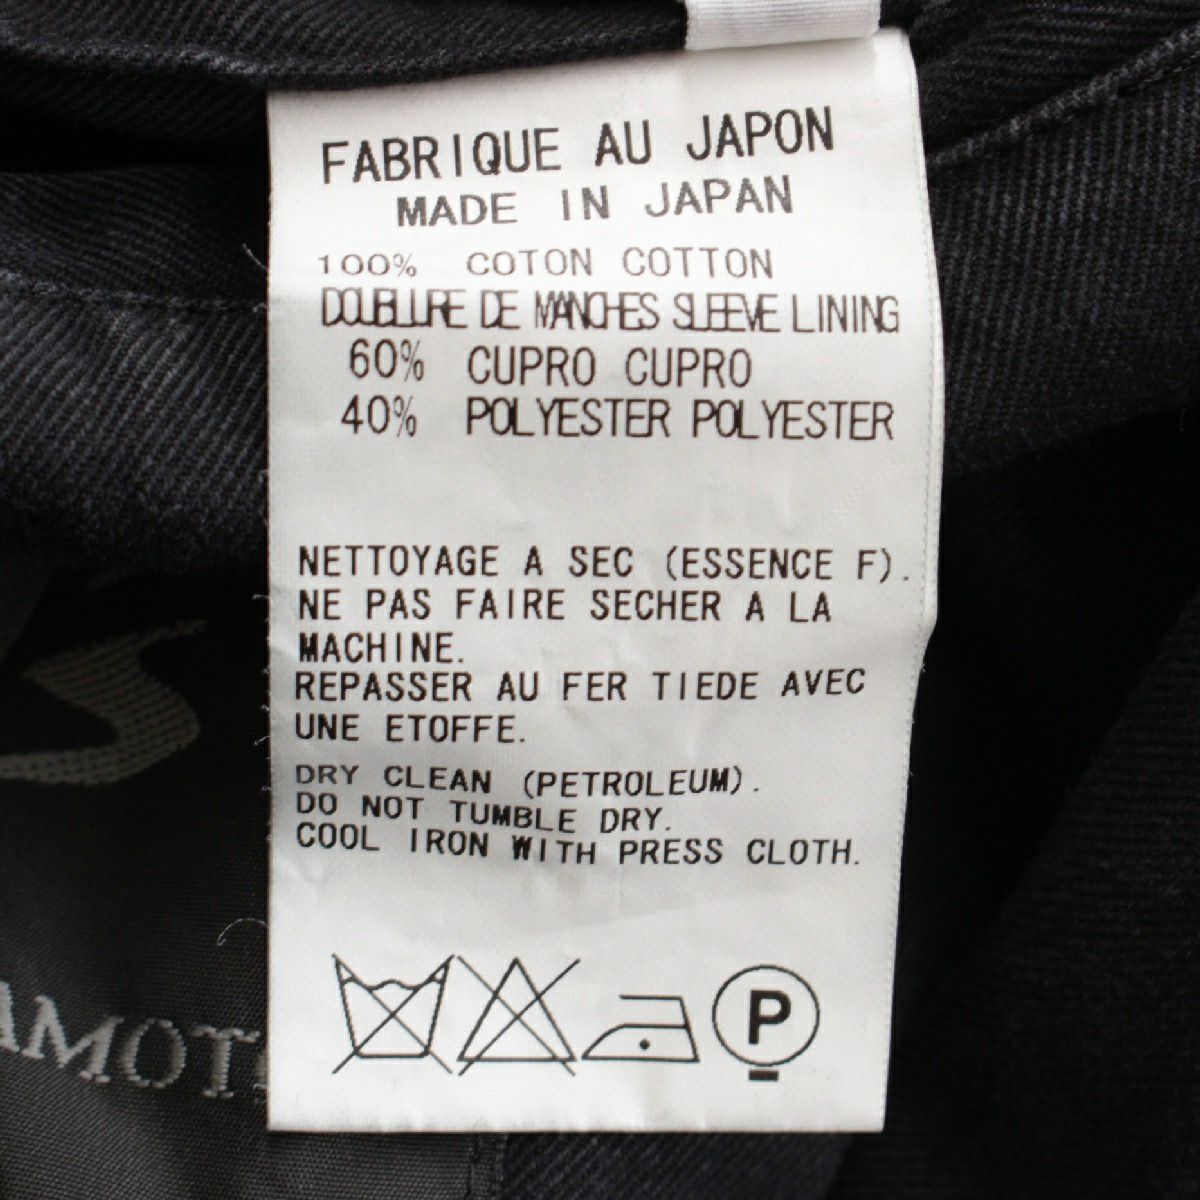 FABRIQUE AU JAPON
MADE IN JAPAN
100% COTON COTTON
DOUBLURE DE MANCHES SLEEVE LINING
60% CUPRO CUPRO
40% POLYESTER POLYESTER
NETTOYAGE A SEC (ESSENCE F).
NE PAS FAIRE SECHER A LA
MACHINE.
REPASSER AU FER TIEDE AVEC
UNE ETOFFE.
DRY CLEAN (PETROLEUM).
DO NOT TUMBLE DRY.
COOL IRON WITH PRESS CLOTH.
P
's
AMOT